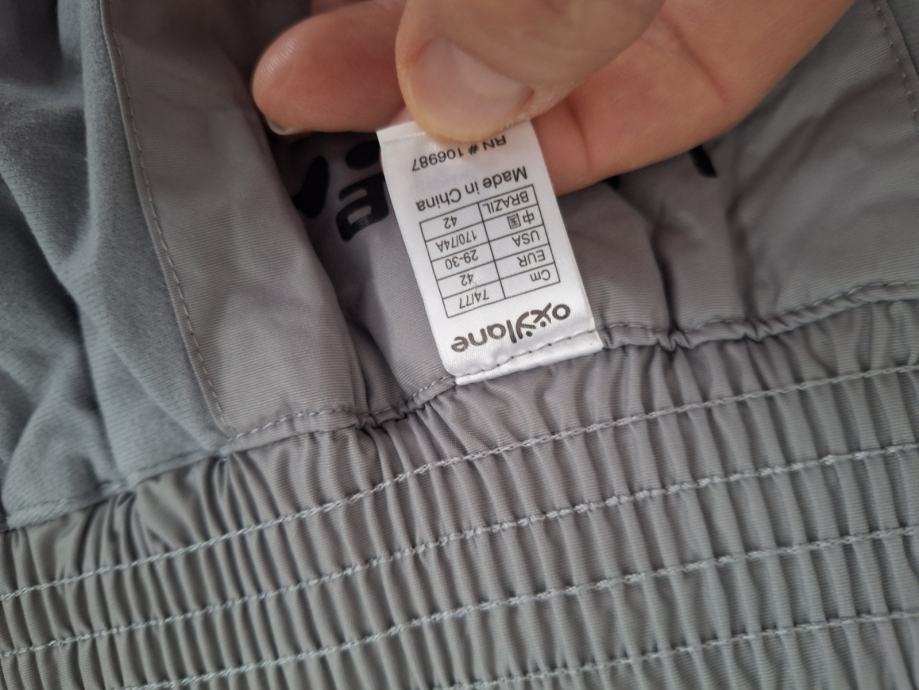 oxylane
Cm 74/77
EUR 42
USA 29-30
中国 170/74A
BRAZIL 42
Made in China
RN # 106987